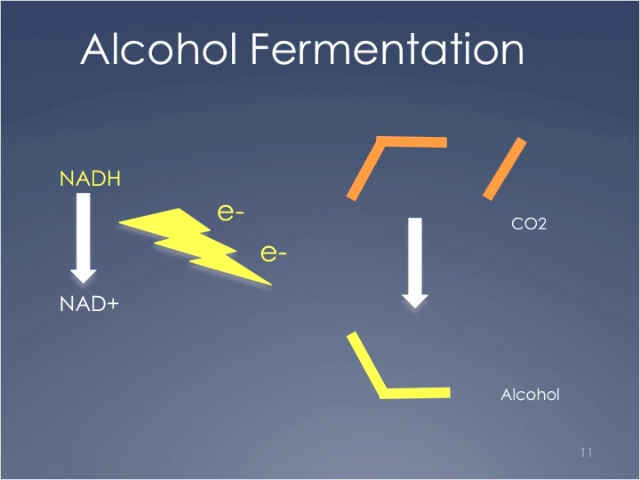 Alcohol Fermentation
NADH
e-
e-
NAD+
CO2
Alcohol
11